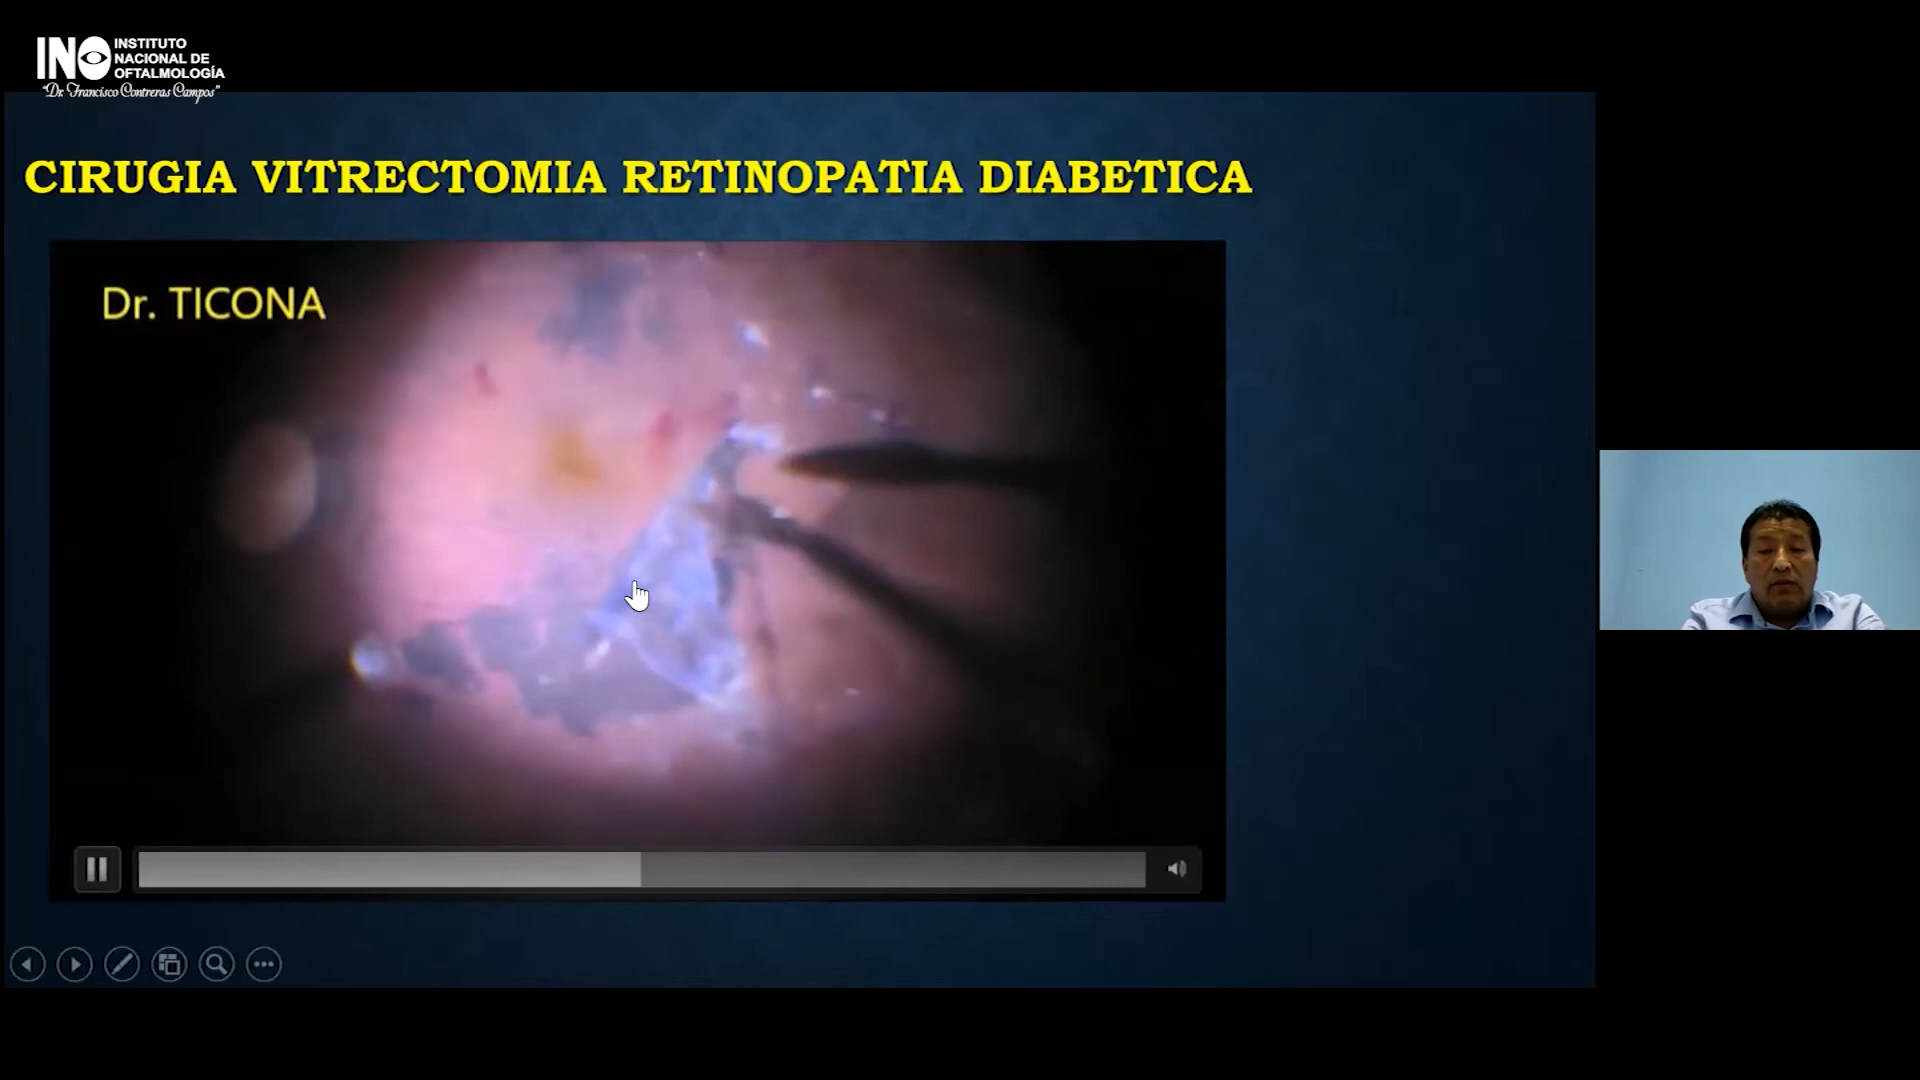 INO INSTITUTO
NACIONAL DE
OFTALMOLOGÍA
"Dr. Francisco Contreras Campos"
CIRUGIA VITRECTOMIA RETINOPATIA DIABETICA
Dr. TICONA